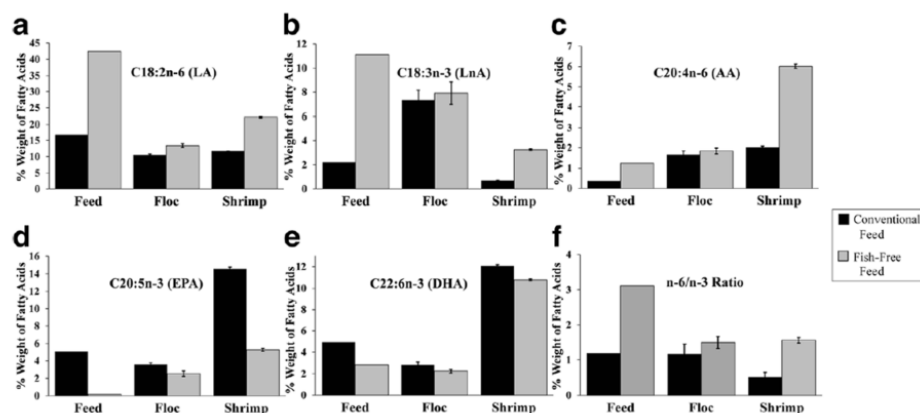 a
% Weight of Fatty Acids
45
40
35
30
25
20
15
10
5
0
C18:2n-6 (LA)
Feed Floc Shrimp
b
% Weight of Fatty Acids
12
10
8
6
4
2
0
C18:3n-3 (LnA)
Feed Floc Shrimp
c
% Weight of Fatty Acids
7
6
5
4
3
2
1
0
C20:4n-6 (AA)
Feed Floc Shrimp
d
% Weight of Fatty Acids
16
14
12
10
8
6
4
2
0
C20:5n-3 (EPA)
Feed Floc Shrimp
e
% Weight of Fatty Acids
12
10
8
6
4
2
0
C22:6n-3 (DHA)
Feed Floc Shrimp
f
% Weight of Fatty Acids
4
3
2
1
0
n-6/n-3 Ratio
Feed Floc Shrimp
Conventional
Feed
Fish-Free
Feed